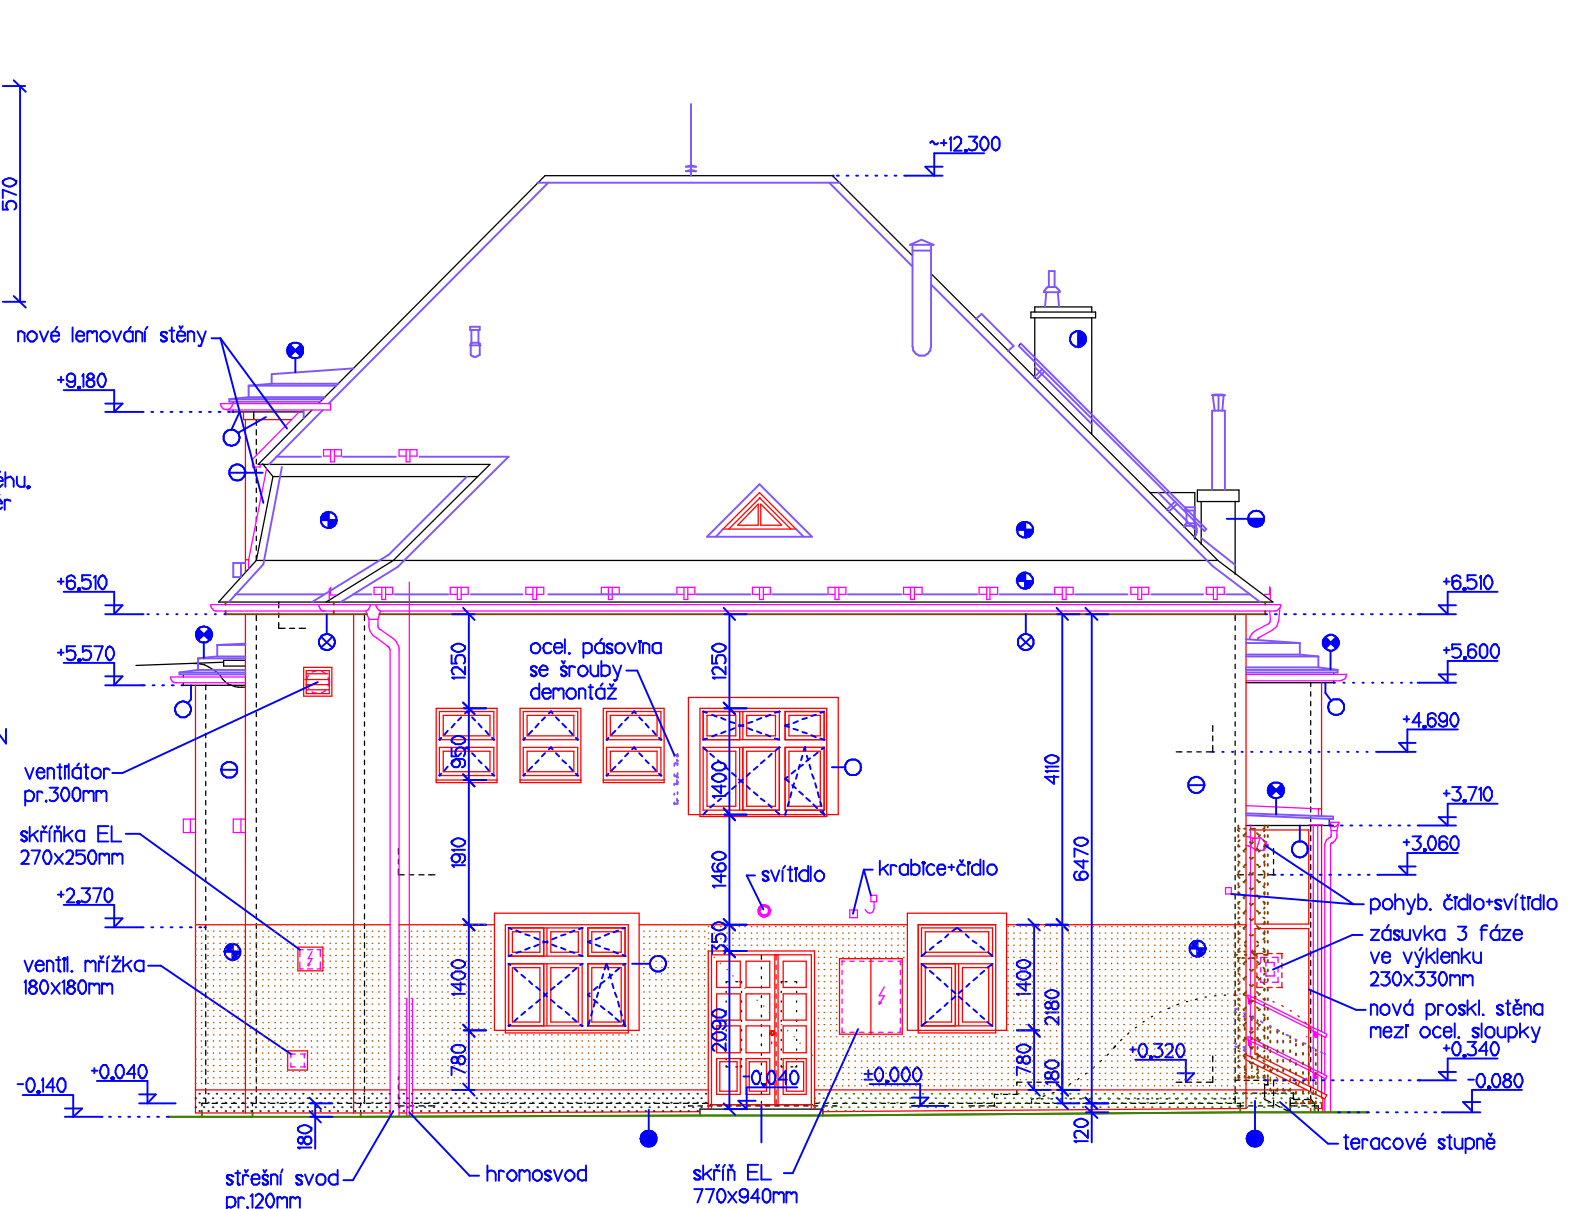 ~+12.300
570
nové lemování stěny
+9.180
ěhu.
ěr
+6.510
+6.510
+5.570
+5.600
ocel. pásovina
se šrouby
demontáž
1250
1250
+4.690
950
1400
4110
ventilátor
pr.300mm
+3.710
skříňka EL
270x250mm
1910
1460
6470
+3.060
svítidlo
krabice+čidlo
+2.370
pohyb. čidlo+svítidlo
350
zásuvka 3 fáze
ve výklenku
230x330mm
ventil. mřížka
180x180mm
1400
1400
2180
nová proskl. stěna
mezi ocel. sloupky
2090
780
780
180
+0.320
+0.340
+0.040
-0.140
-0.040
±0.000
-0.080
180
120
teracové stupně
střešní svod
pr.120mm
hromosvod
skříň EL
770x940mm